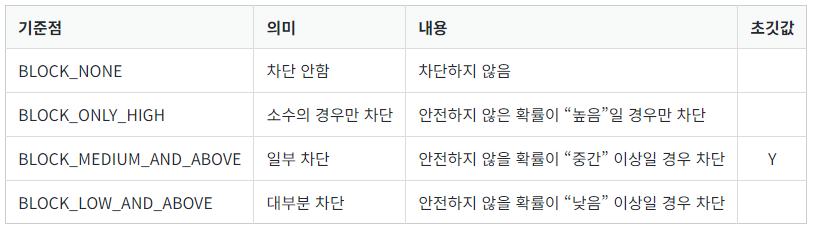 기준점 의미 내용 초깃값
BLOCK_NONE 차단 안함 차단하지 않음
BLOCK_ONLY_HIGH 소수의 경우만 차단 안전하지 않은 확률이 “높음”일 경우만 차단
BLOCK_MEDIUM_AND_ABOVE 일부 차단 안전하지 않을 확률이 “중간” 이상일 경우 차단 Y
BLOCK_LOW_AND_ABOVE 대부분 차단 안전하지 않을 확률이 “낮음” 이상일 경우 차단